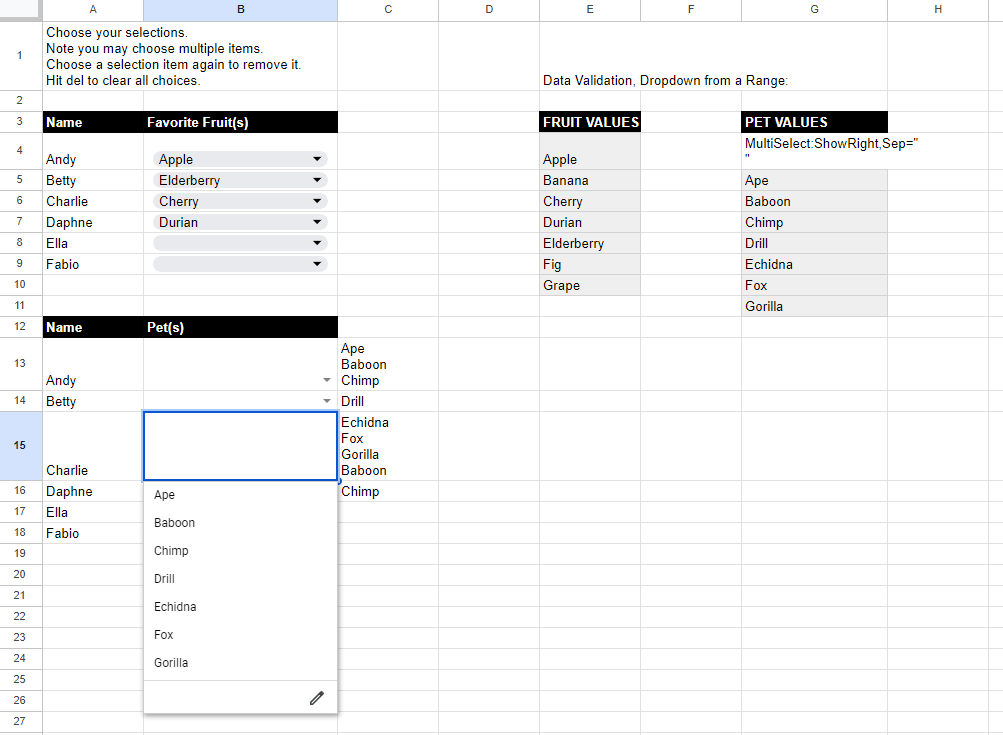 A B C D E F G H
1 Choose your selections.
Note you may choose multiple items.
Choose a selection item again to remove it.
Hit del to clear all choices. Data Validation, Dropdown from a Range:
2
3 Name Favorite Fruit(s) FRUIT VALUES PET VALUES
4 Andy Apple Apple MultiSelect:ShowRight,Sep="
"
5 Betty Elderberry Banana Ape
6 Charlie Cherry Cherry Baboon
7 Daphne Durian Durian Chimp
8 Ella Elderberry Drill
9 Fabio Fig Echidna
10 Grape Fox
11 Gorilla
12 Name Pet(s)
13 Andy Ape
Baboon
Chimp
14 Betty Drill
15 Charlie Echidna
Fox
Gorilla
Baboon
16 Daphne Chimp
17 Ella
18 Fabio
19
20
21
22
23
24
25
26
27
Ape
Baboon
Chimp
Drill
Echidna
Fox
Gorilla